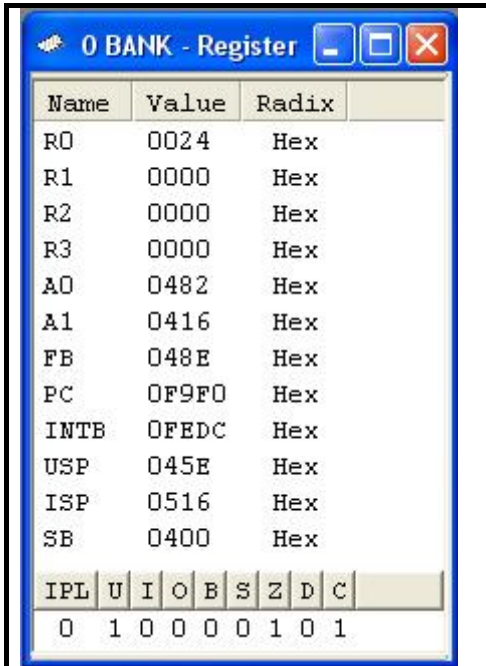 0 BANK - Register
Name Value Radix
R0 0024 Hex
R1 0000 Hex
R2 0000 Hex
R3 0000 Hex
A0 0482 Hex
A1 0416 Hex
FB 048E Hex
PC 0F9F0 Hex
INTB 0FEDC Hex
USP 045E Hex
ISP 0516 Hex
SB 0400 Hex
IPL U I O B S Z D C
0 1 0 0 0 0 1 0 1